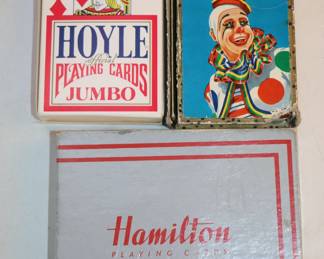 HOYLE
official
PLAYING CARDS
JUMBO
Hamilton
PLAYING CARDS